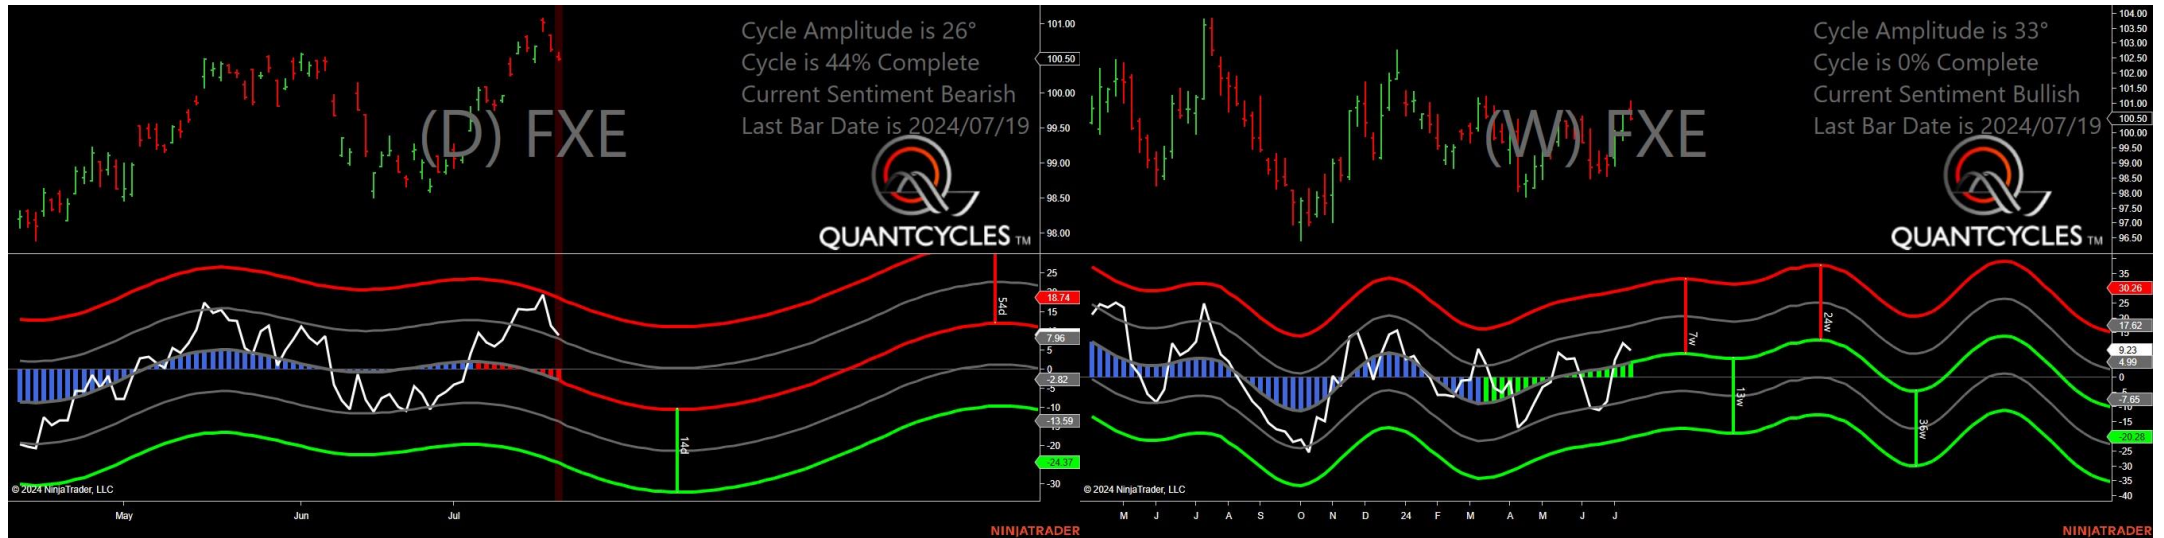 Cycle Amplitude is 26°
Cycle is 44% Complete
Current Sentiment Bearish
Last Bar Date is 2024/07/19
(D) FXE
QUANTCYCLES TM
101.00
100.50
100.00
99.50
99.00
98.50
98.00
25
18.74
15
7.96
5
0
-2.82
-5
-10
-13.59
-20
-24.37
-30
54d
14d
© 2024 NinjaTrader, LLC
May Jun Jul
NINJATRADER
Cycle Amplitude is 33°
Cycle is 0% Complete
Current Sentiment Bullish
Last Bar Date is 2024/07/19
(W) FXE
QUANTCYCLES TM
104.00
103.50
103.00
102.50
102.00
101.50
101.00
100.50
100.00
99.50
99.00
98.50
98.00
97.50
97.00
96.50
35
30.26
25
17.62
9.23
4.99
0
-7.65
-10
-15
-20.28
-25
-30
-35
-40
7w
24w
13w
36w
© 2024 NinjaTrader, LLC
M J J A S O N D 24 F M A M J J
NINJATRADER